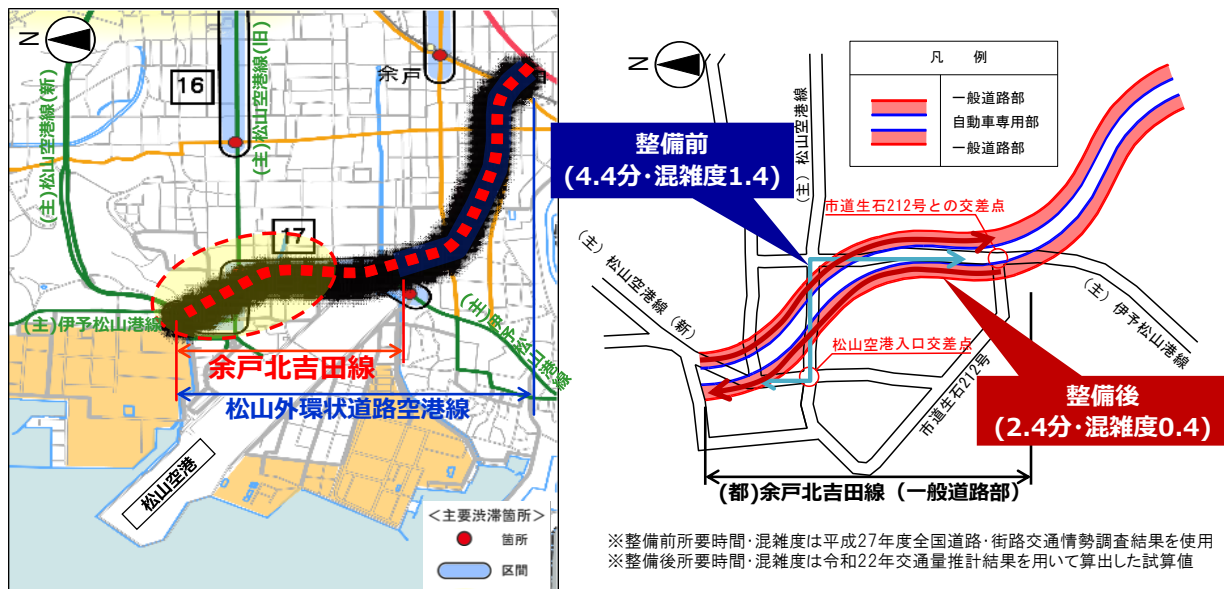 N
(主)松山空港線(新)
16
(主)松山空港線(旧)
余戸
17
(主)伊予松山港線
(主)伊予松山港線
余戸北吉田線
松山外環状道路空港線
松山空港
＜主要渋滞箇所＞
箇所
区間
N
凡 例
一般道路部
自動車専用部
一般道路部
(主) 松山空港線
整備前
(4.4分・混雑度1.4)
市道生石212号との交差点
(主) 松山空港線 (新)
(主) 伊予松山港線
松山空港入口交差点
市道生石212号
整備後
(2.4分・混雑度0.4)
(都)余戸北吉田線（一般道路部）
※整備前所要時間・混雑度は平成27年度全国道路・街路交通情勢調査結果を使用
※整備後所要時間・混雑度は令和22年交通量推計結果を用いて算出した試算値